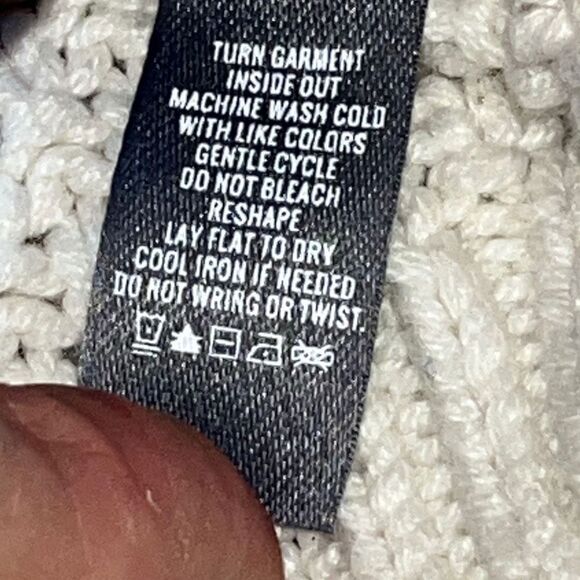 TURN GARMENT
INSIDE OUT
MACHINE WASH COLD
WITH LIKE COLORS
GENTLE CYCLE
DO NOT BLEACH
RESHAPE
LAY FLAT TO DRY
COOL IRON IF NEEDED
DO NOT WRING OR TWIST.